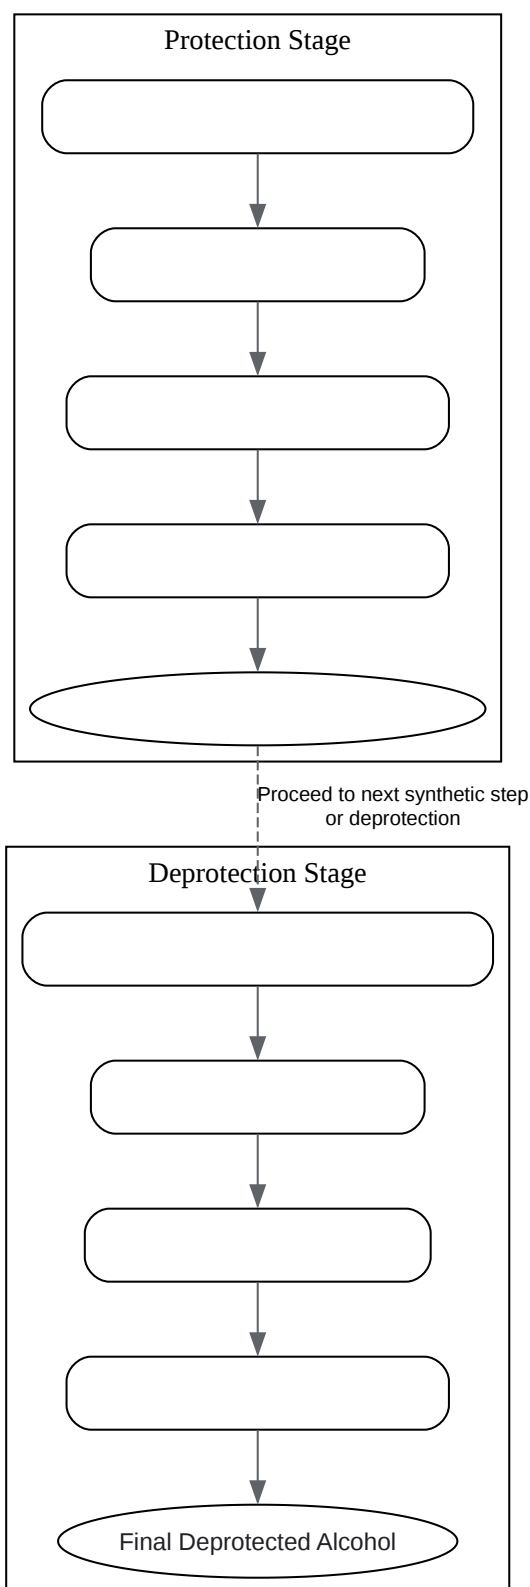 Protection Stage
Proceed to next synthetic step
or deprotection
Deprotection Stage
Final Deprotected Alcohol